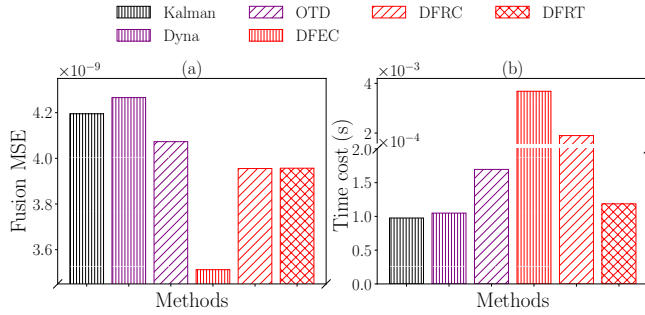 Kalman OTD DFRC DFRT
Dyna DFEC
×10⁻⁹ (a)
4.2
4.0
3.8
3.6
Fusion MSE
Methods
×10⁻³ (b)
4
2
×10⁻⁴
2.0
1.5
1.0
0.5
0.0
Time cost (s)
Methods